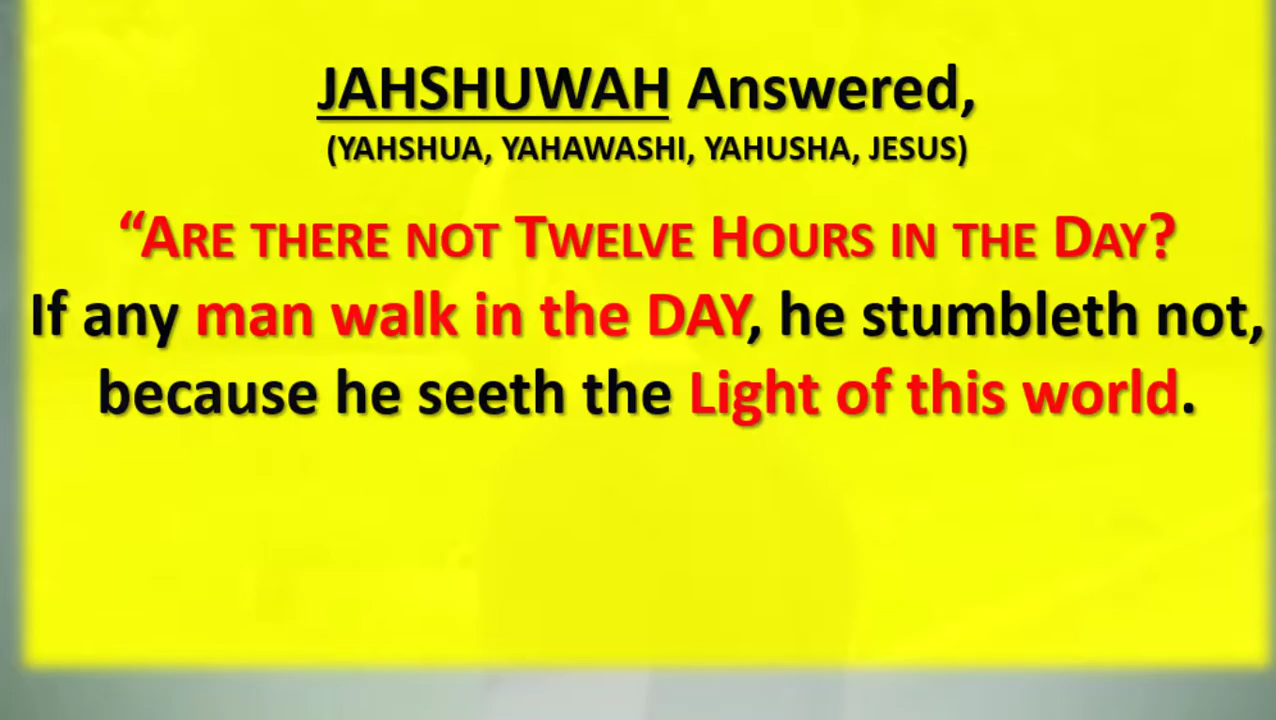 JAHSHUWAH Answered,
(YAHSHUA, YAHAWASHI, YAHUSHA, JESUS)
“ARE THERE NOT TWELVE HOURS IN THE DAY?
If any man walk in the DAY, he stumbleth not,
because he seeth the Light of this world.